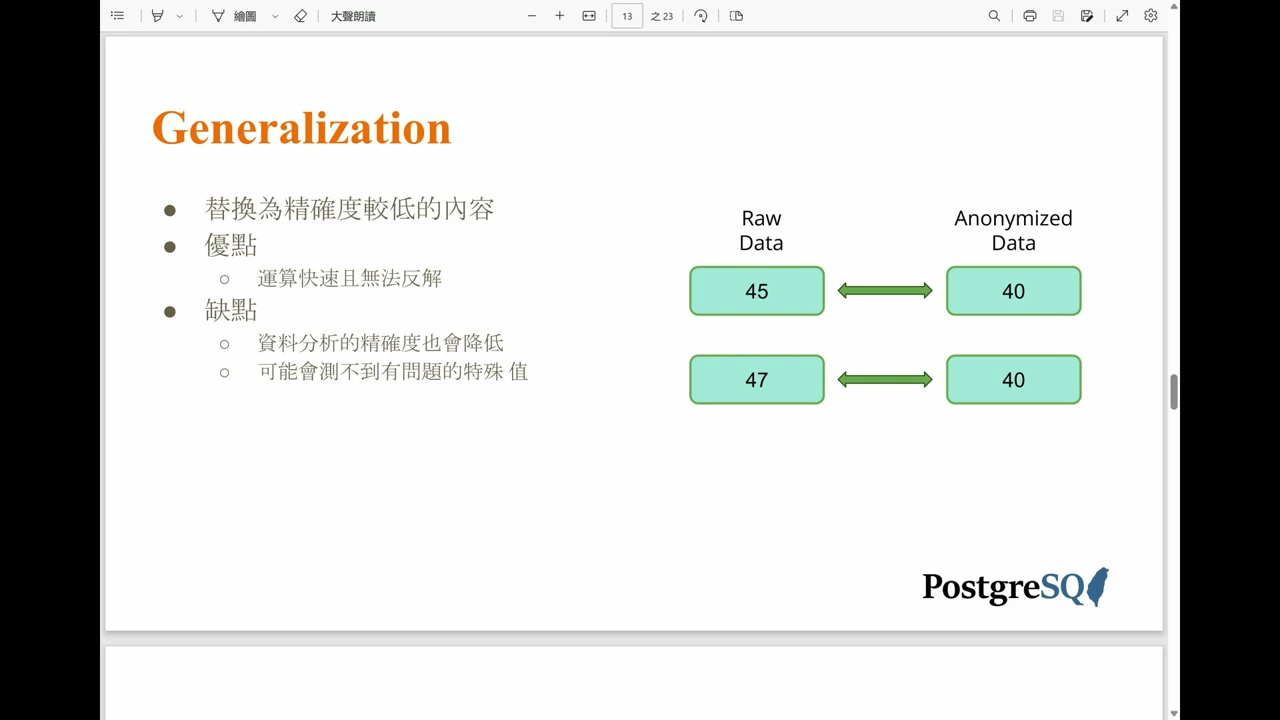 繪圖
大聲朗讀
13
之 23
Generalization
● 替換為精確度較低的內容
● 優點
○ 運算快速且無法反解
● 缺點
○ 資料分析的精確度也會降低
○ 可能會測不到有問題的特殊 值
Raw
Data
Anonymized
Data
45
40
47
40
PostgreSQ